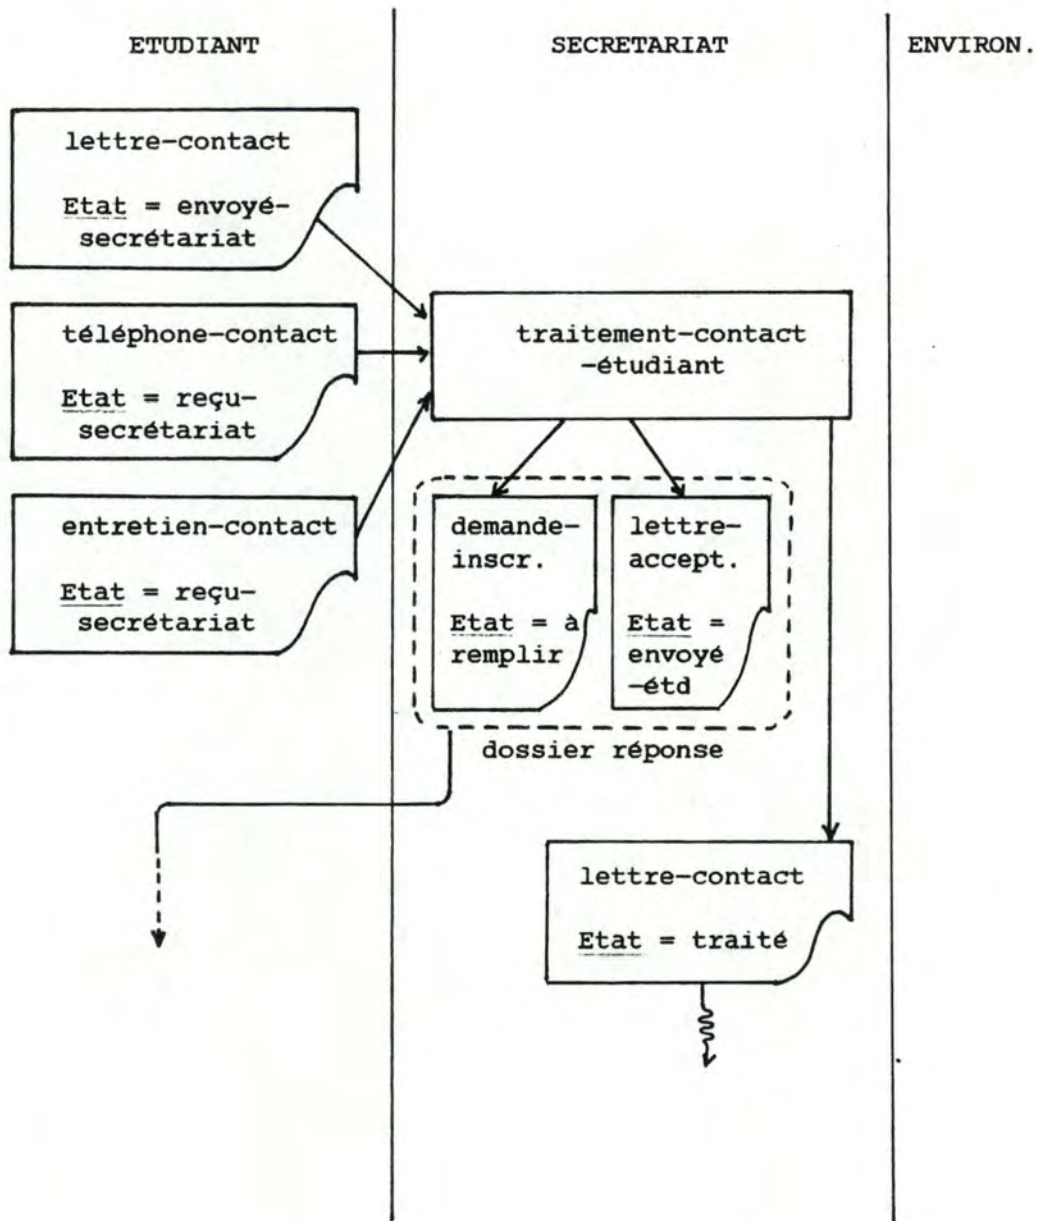 ETUDIANT
SECRETARIAT
ENVIRON.
lettre-contact
Etat = envoyé-
secrétariat
téléphone-contact
Etat = reçu-
secrétariat
entretien-contact
Etat = reçu-
secrétariat
traitement-contact
-étudiant
demande-
inscr.
Etat = à
remplir
lettre-
accept.
Etat =
envoyé
-étd
dossier réponse
lettre-contact
Etat = traité